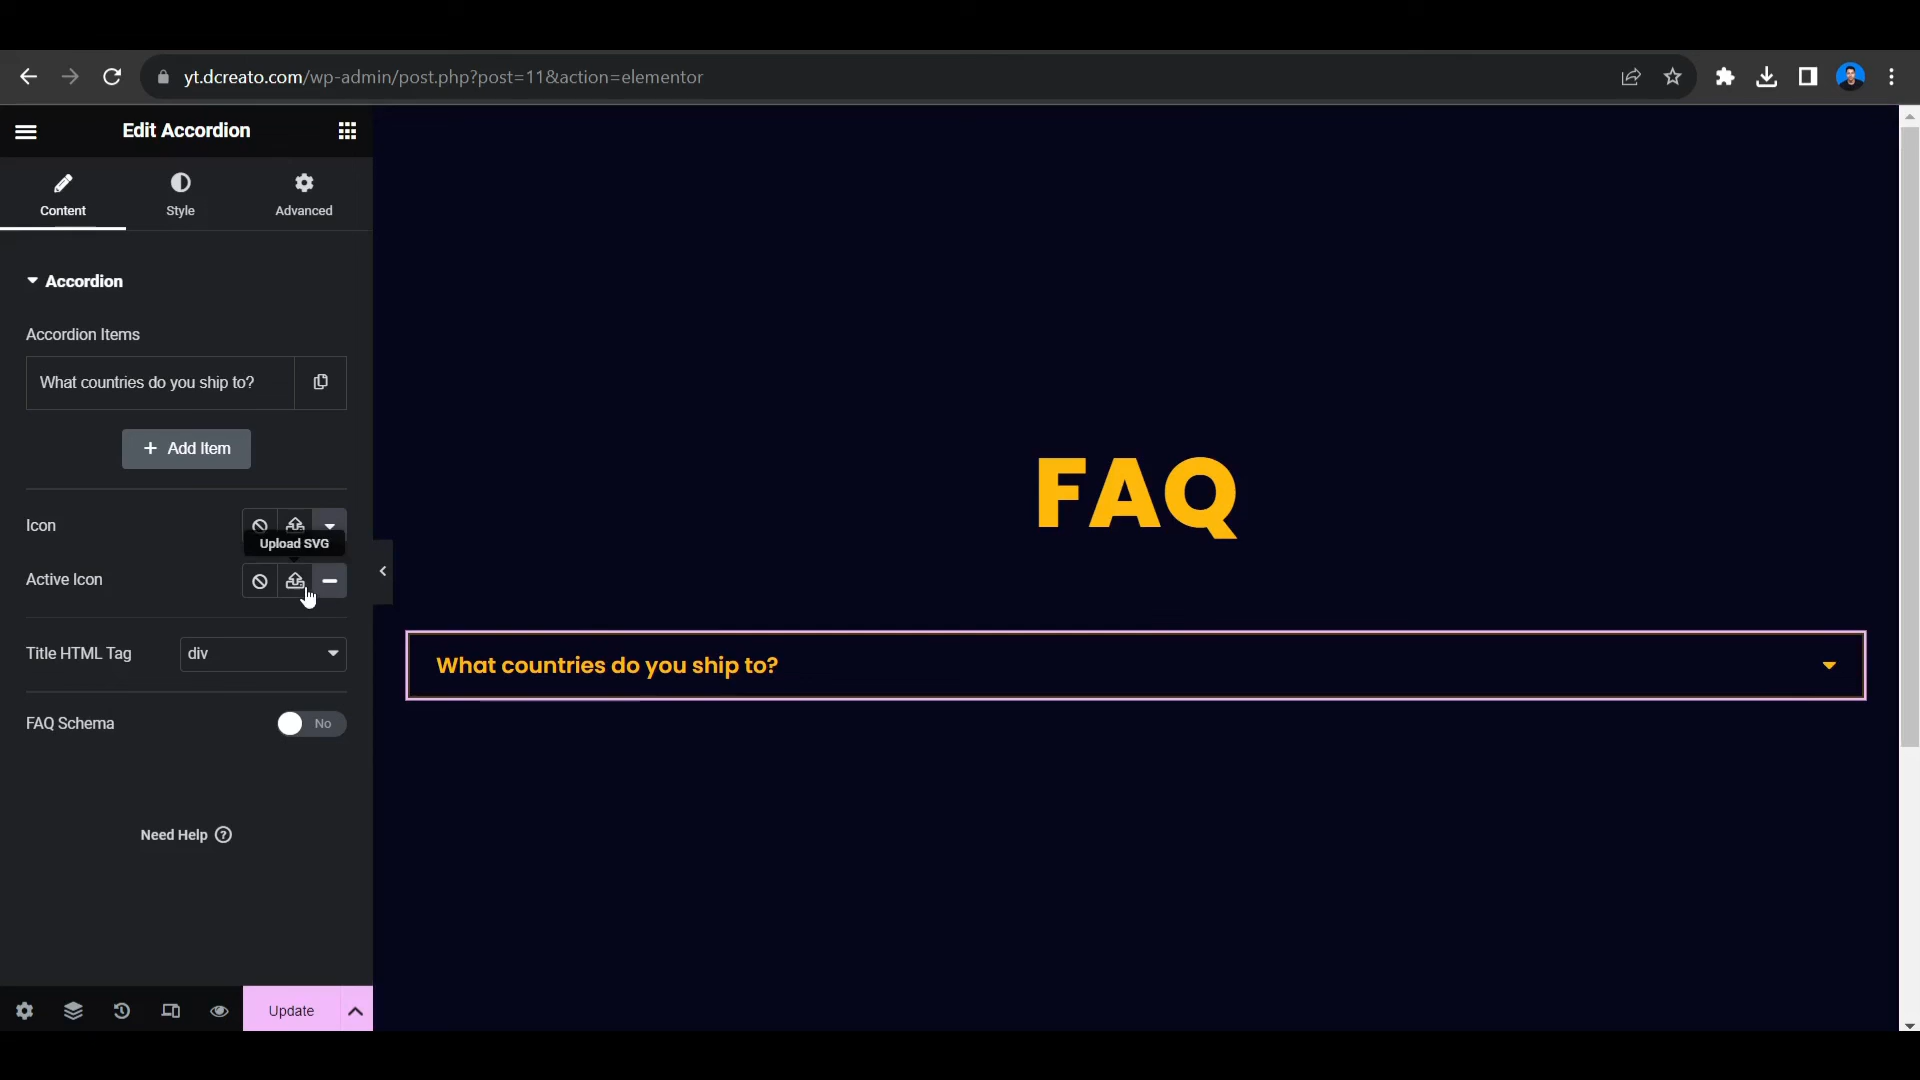 yt.dcreato.com/wp-admin/post.php?post=11&action=elementor
Edit Accordion
Content
Style
Advanced
Accordion
Accordion Items
What countries do you ship to?
+ Add Item
Icon
Upload SVG
Active Icon
Title HTML Tag
div
FAQ Schema
No
Need Help ?
Update
FAQ
What countries do you ship to?